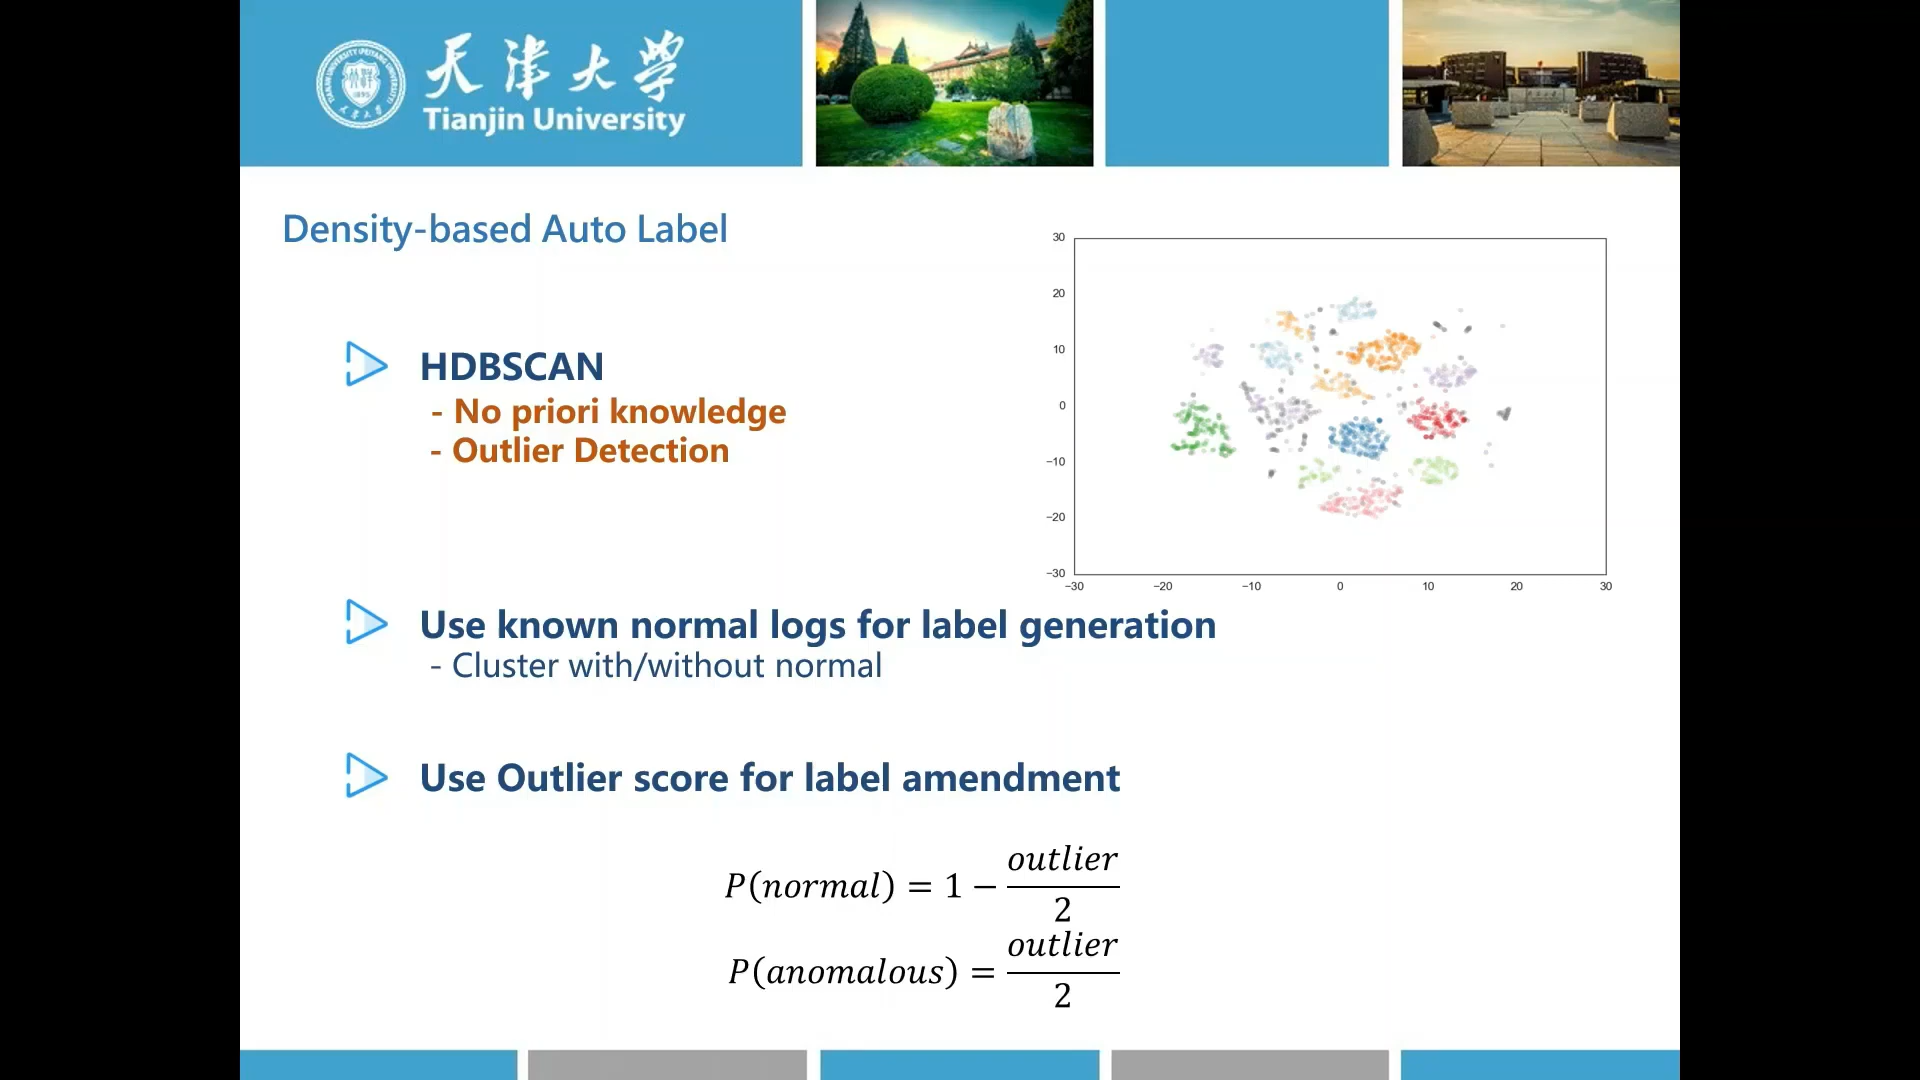 天津大学
Tianjin University
Density-based Auto Label
HDBSCAN
- No priori knowledge
- Outlier Detection
30
20
10
0
−10
−20
−30
−30 −20 −10 0 10 20 30
Use known normal logs for label generation
- Cluster with/without normal
Use Outlier score for label amendment
P(normal) = 1 − outlier/2
P(anomalous) = outlier/2